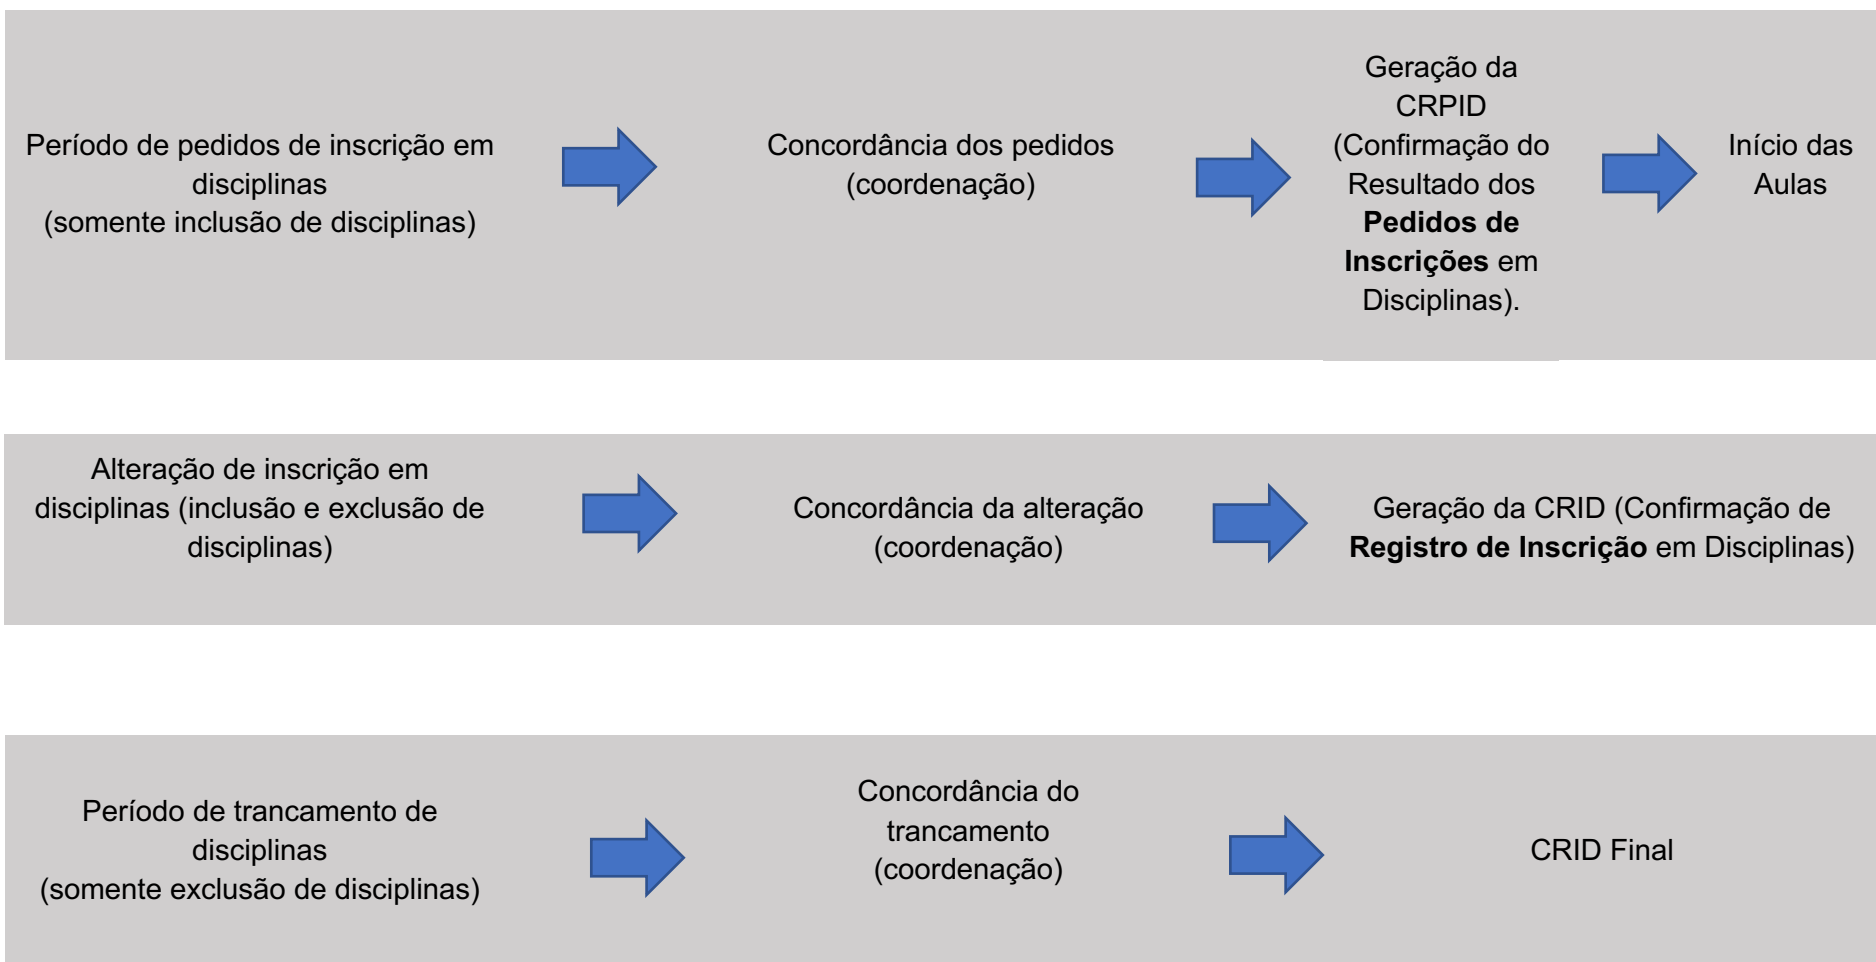 Período de pedidos de inscrição em
disciplinas
(somente inclusão de disciplinas)
Concordância dos pedidos
(coordenação)
Geração da
CRPID
(Confirmação do
Resultado dos
Pedidos de
Inscrições em
Disciplinas).
Início das
Aulas
Alteração de inscrição em
disciplinas (inclusão e exclusão de
disciplinas)
Concordância da alteração
(coordenação)
Geração da CRID (Confirmação de
Registro de Inscrição em Disciplinas)
Período de trancamento de
disciplinas
(somente exclusão de disciplinas)
Concordância do
trancamento
(coordenação)
CRID Final